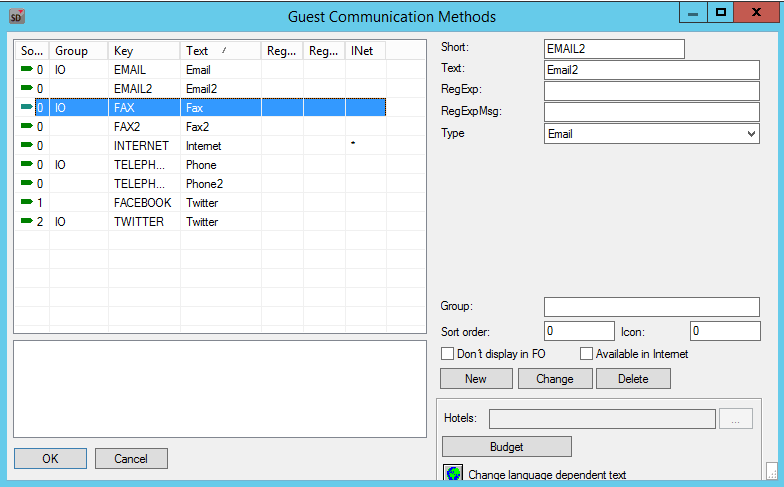 SD
Guest Communication Methods
So... Group Key Text / Reg... Reg... INet
0 IO EMAIL Email
0 EMAIL2 Email2
0 IO FAX Fax
0 FAX2 Fax2
0 INTERNET Internet *
0 IO TELEPH... Phone
0 TELEPH... Phone2
1 FACEBOOK Twitter
2 IO TWITTER Twitter
Short: EMAIL2
Text: Email2
RegExp:
RegExpMsg:
Type Email
Group:
Sort order: 0 Icon: 0
Don't display in FO Available in Internet
New Change Delete
Hotels: ...
Budget
Change language dependent text
OK Cancel